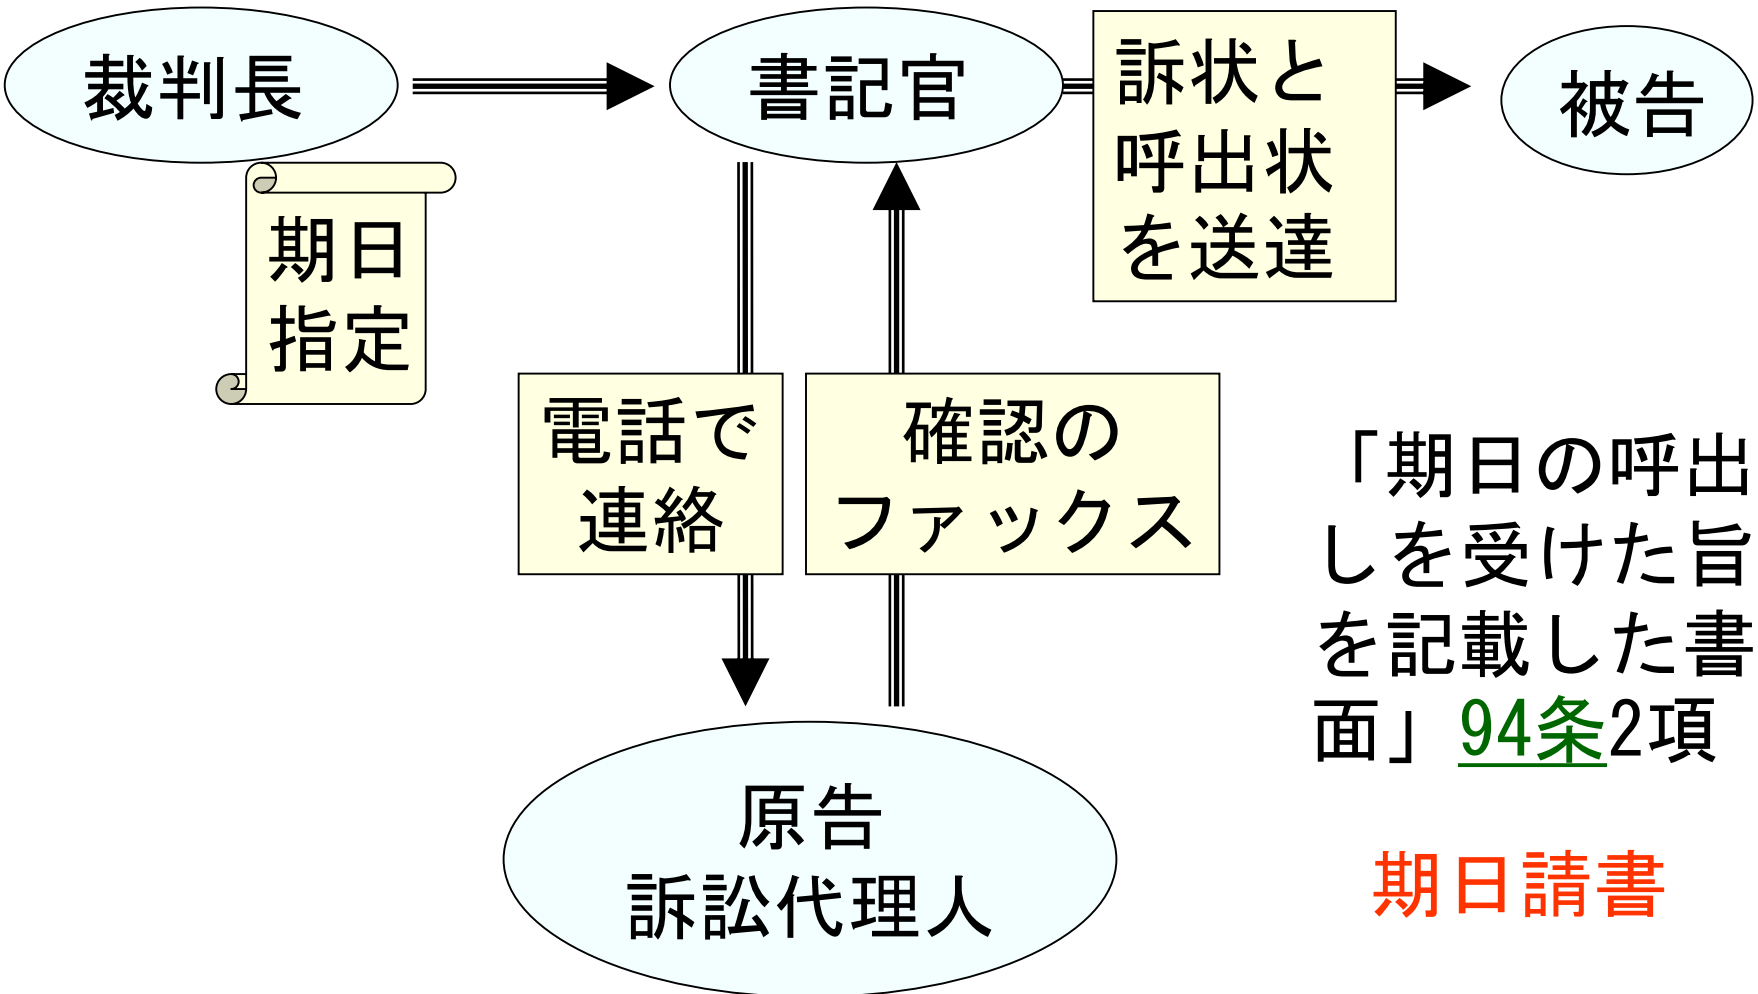 裁判長
書記官
訴状と
呼出状
を送達
被告
期日
指定
電話で
連絡
確認の
ファックス
「期日の呼出
しを受けた旨
を記載した書
面」94条2項
原告
訴訟代理人
期日請書